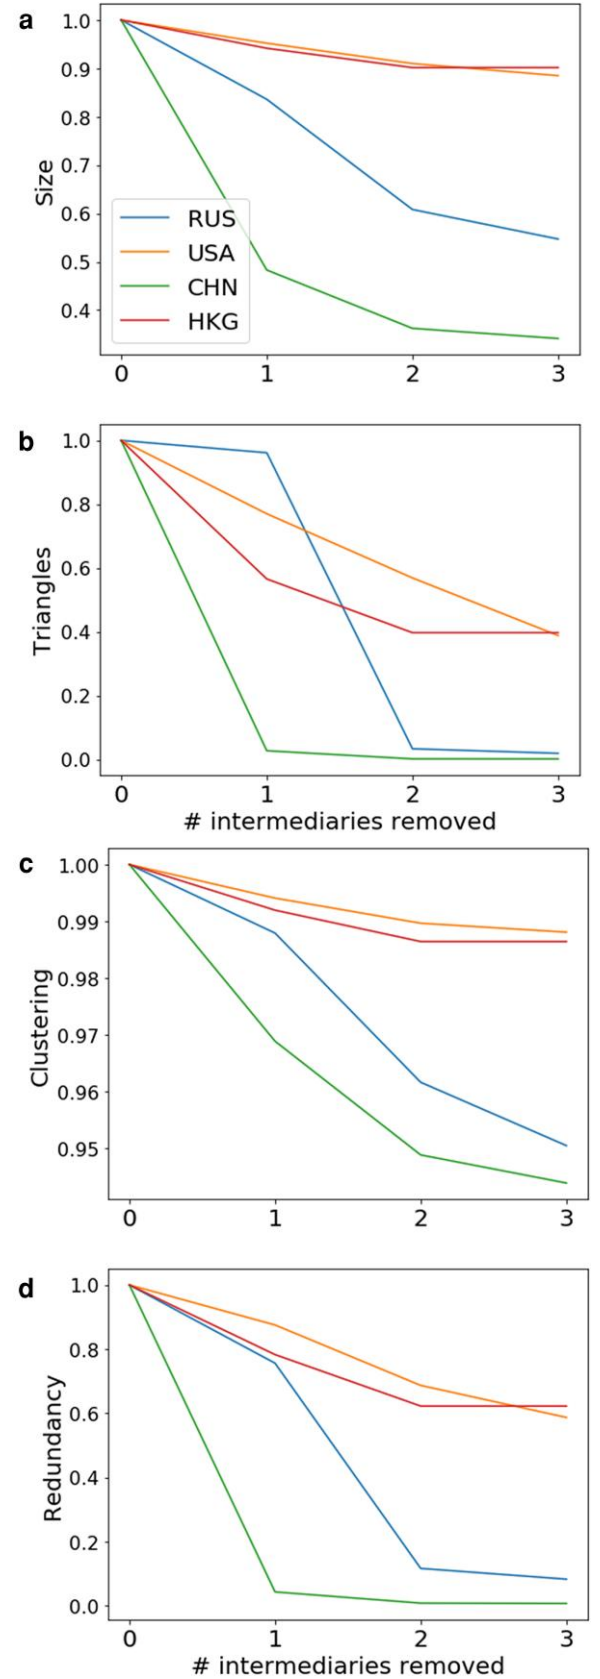 a
1.0
0.9
0.8
0.7
0.6
0.5
0.4
Size
RUS
USA
CHN
HKG
0 1 2 3
b
1.0
0.8
0.6
0.4
0.2
0.0
Triangles
0 1 2 3
# intermediaries removed
c
1.00
0.99
0.98
0.97
0.96
0.95
Clustering
0 1 2 3
d
1.0
0.8
0.6
0.4
0.2
0.0
Redundancy
0 1 2 3
# intermediaries removed